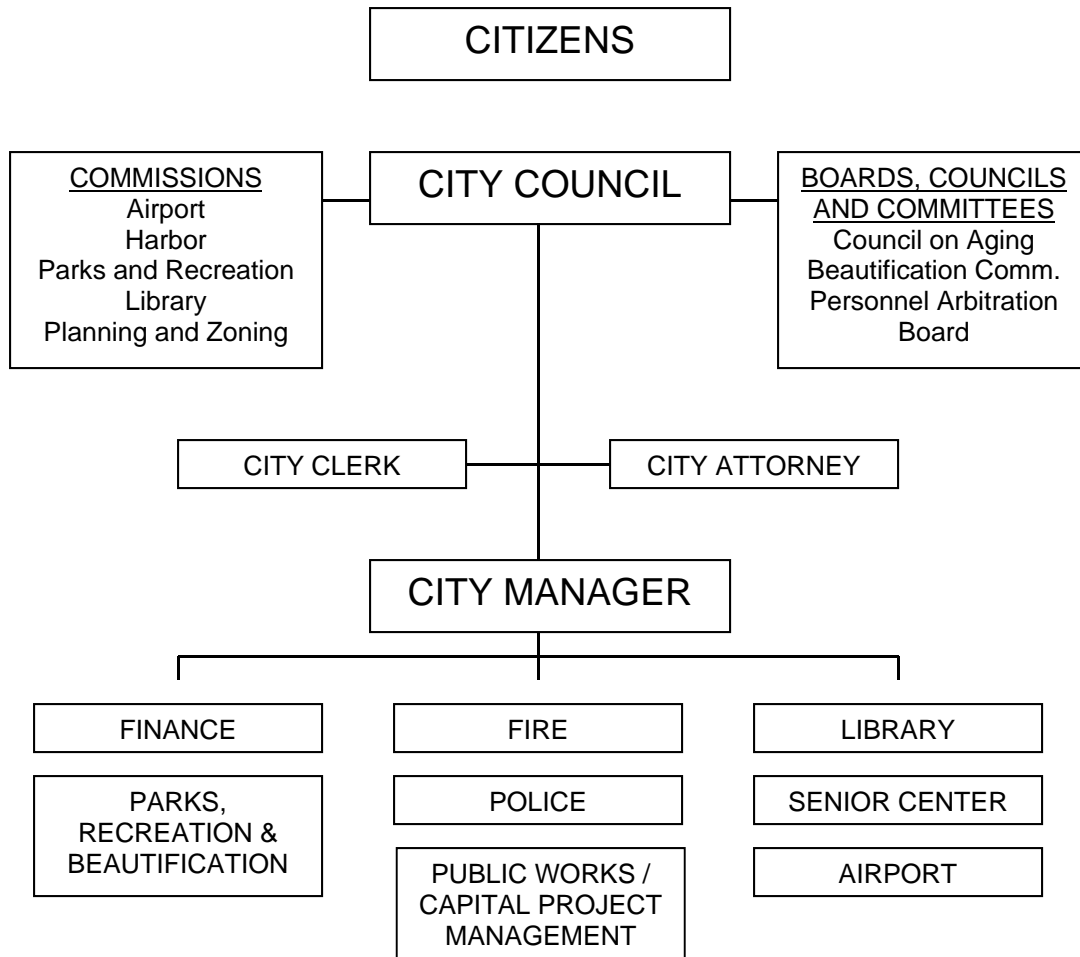 CITIZENS
COMMISSIONS
Airport
Harbor
Parks and Recreation
Library
Planning and Zoning
CITY COUNCIL
BOARDS, COUNCILS
AND COMMITTEES
Council on Aging
Beautification Comm.
Personnel Arbitration
Board
CITY CLERK
CITY ATTORNEY
CITY MANAGER
FINANCE
FIRE
LIBRARY
PARKS,
RECREATION &
BEAUTIFICATION
POLICE
SENIOR CENTER
PUBLIC WORKS /
CAPITAL PROJECT
MANAGEMENT
AIRPORT